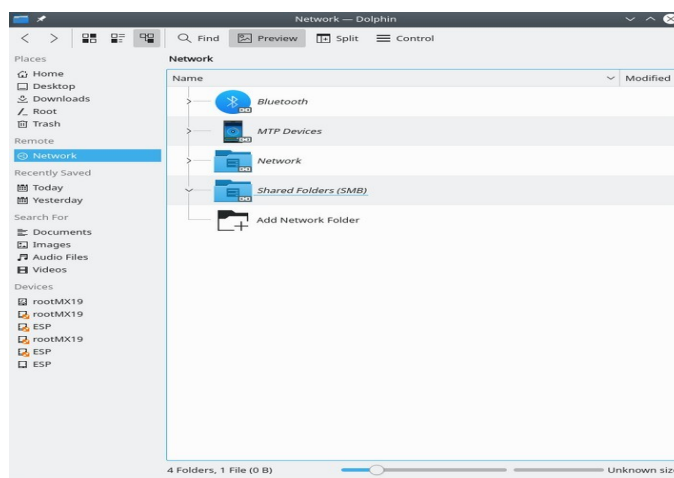 Network — Dolphin
Find
Preview
Split
Control
Places
Home
Desktop
Downloads
Root
Trash
Remote
Network
Recently Saved
Today
Yesterday
Search For
Documents
Images
Audio Files
Videos
Devices
rootMX19
rootMX19
ESP
rootMX19
ESP
ESP
Network
Name
Modified
Bluetooth
MTP Devices
Network
Shared Folders (SMB)
Add Network Folder
4 Folders, 1 File (0 B)
Unknown size